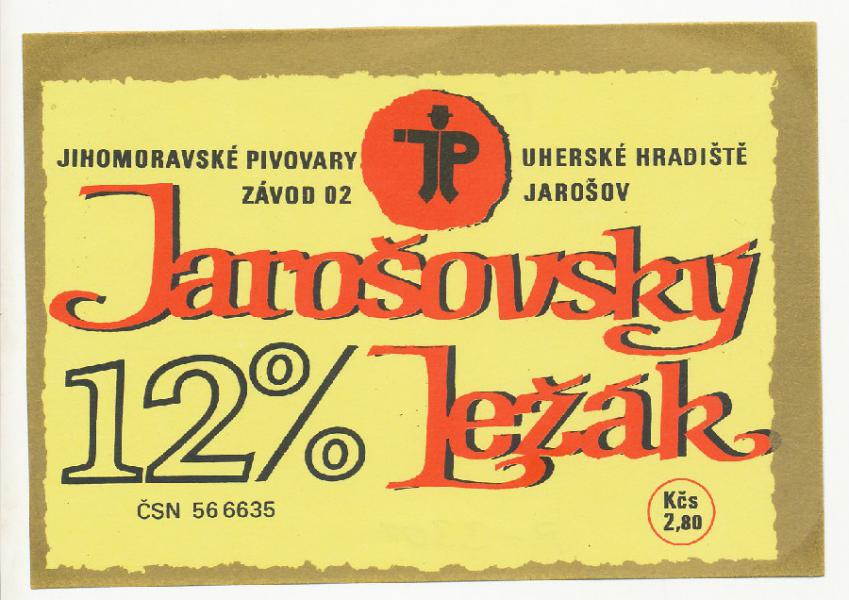 JIHOMORAVSKÉ PIVOVARY
ZÁVOD 02
JP
UHERSKÉ HRADIŠTĚ
JAROŠOV
Jarošovský
12% Ležák
ČSN 56 6635
Kčs
2,80